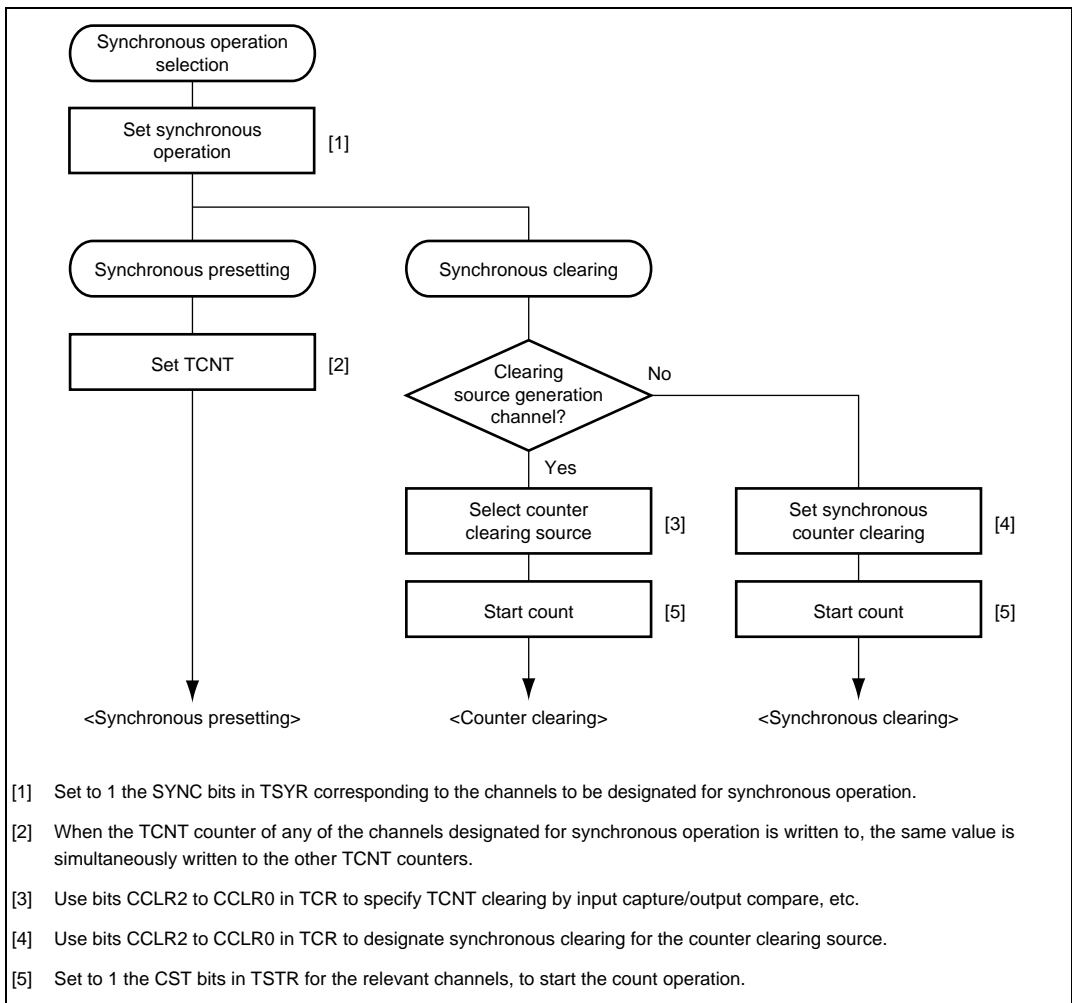 Synchronous operation
selection
Set synchronous
operation
[1]
Synchronous presetting
Synchronous clearing
Set TCNT
[2]
Clearing
source generation
channel?
No
Yes
Select counter
clearing source
[3]
Set synchronous
counter clearing
[4]
Start count
[5]
Start count
[5]
<Synchronous presetting>
<Counter clearing>
<Synchronous clearing>
[1] Set to 1 the SYNC bits in TSYR corresponding to the channels to be designated for synchronous operation.
[2] When the TCNT counter of any of the channels designated for synchronous operation is written to, the same value is
simultaneously written to the other TCNT counters.
[3] Use bits CCLR2 to CCLR0 in TCR to specify TCNT clearing by input capture/output compare, etc.
[4] Use bits CCLR2 to CCLR0 in TCR to designate synchronous clearing for the counter clearing source.
[5] Set to 1 the CST bits in TSTR for the relevant channels, to start the count operation.